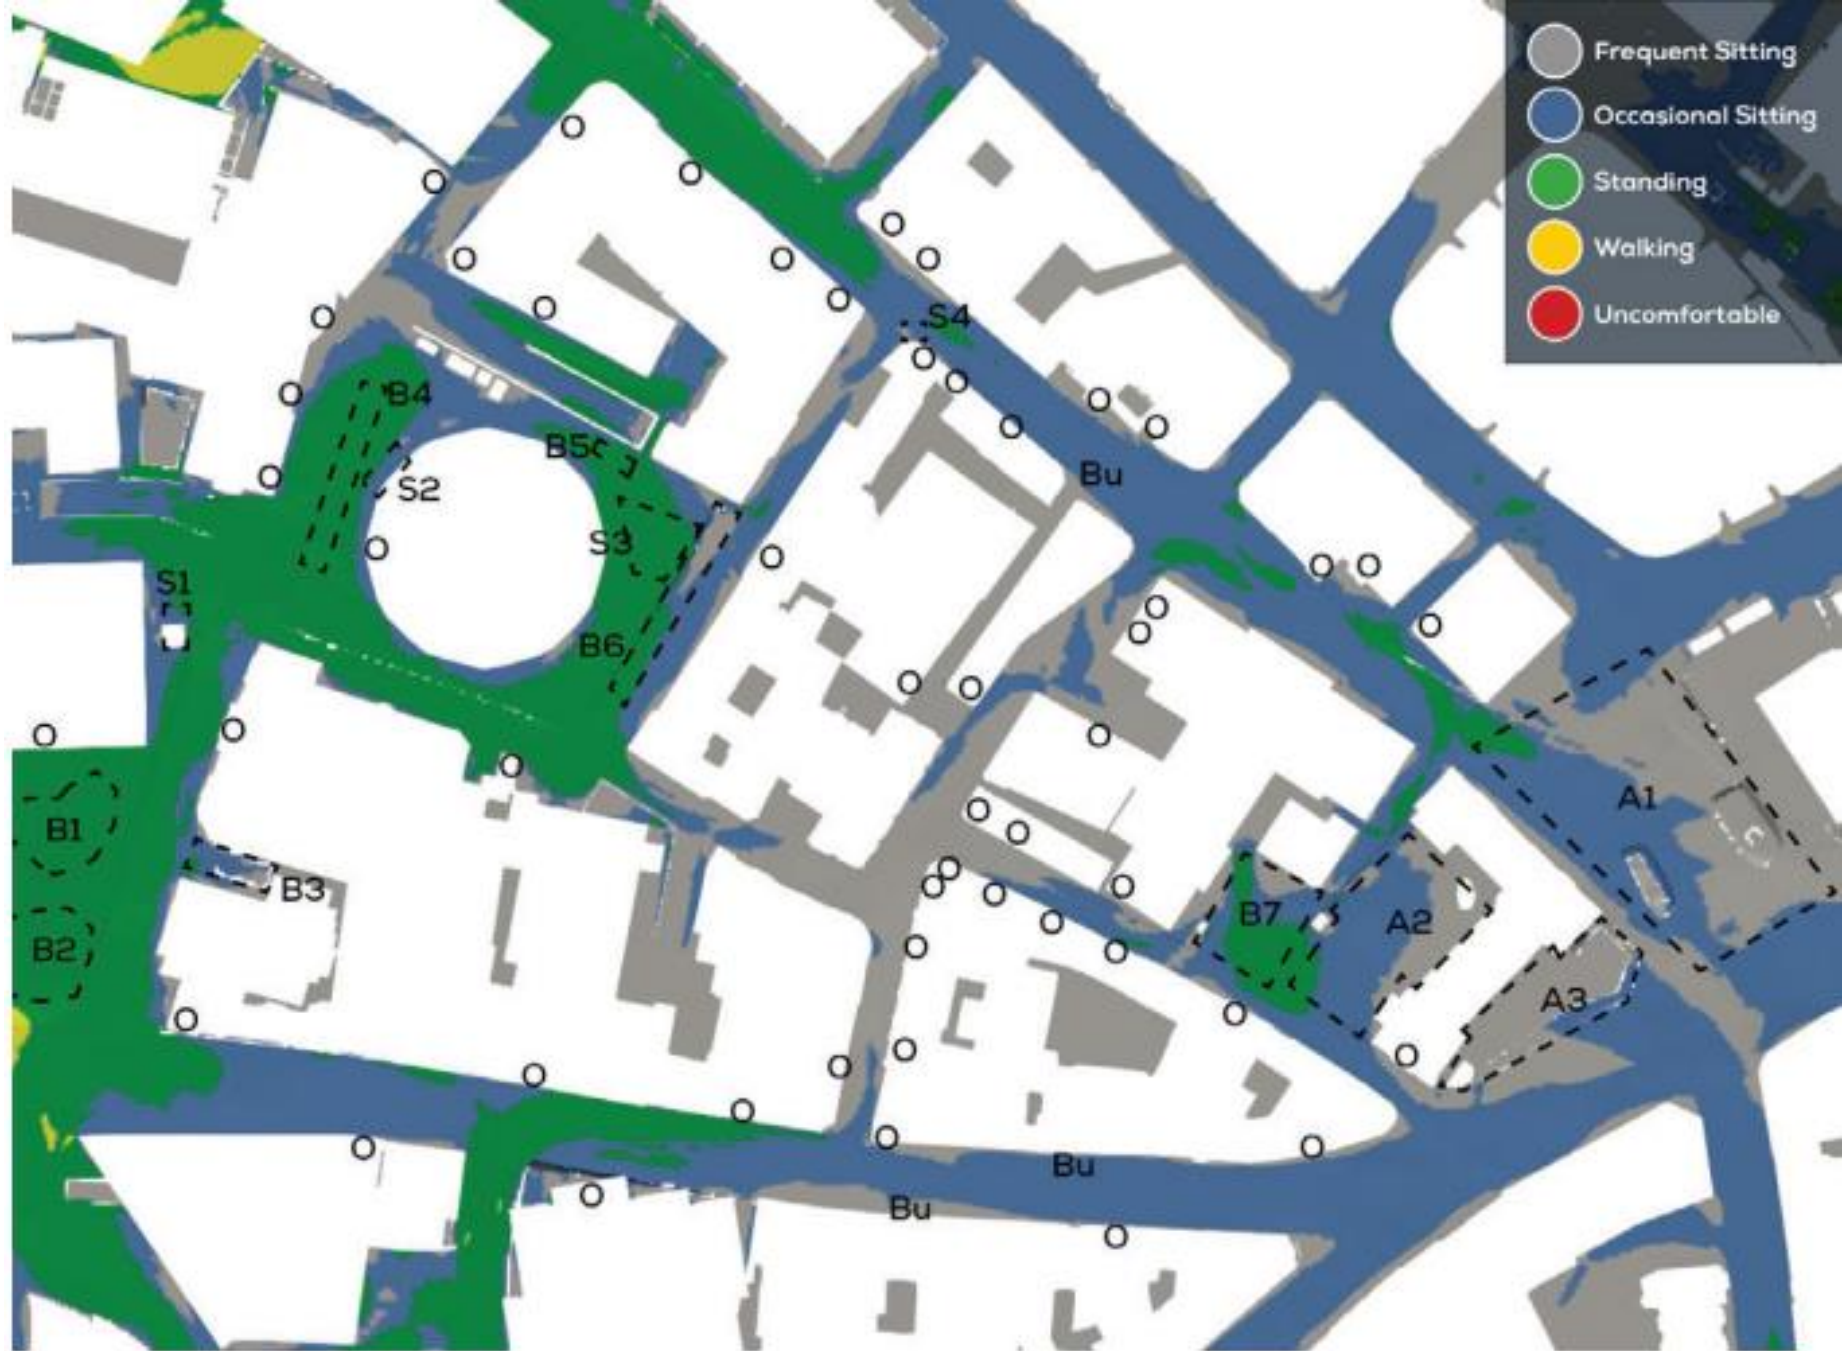 Frequent Sitting
Occasional Sitting
Standing
Walking
Uncomfortable
S4
B4
B5
S2
Bu
S3
S1
B6
A1
B1
B3
B7
A2
B2
A3
Bu
Bu